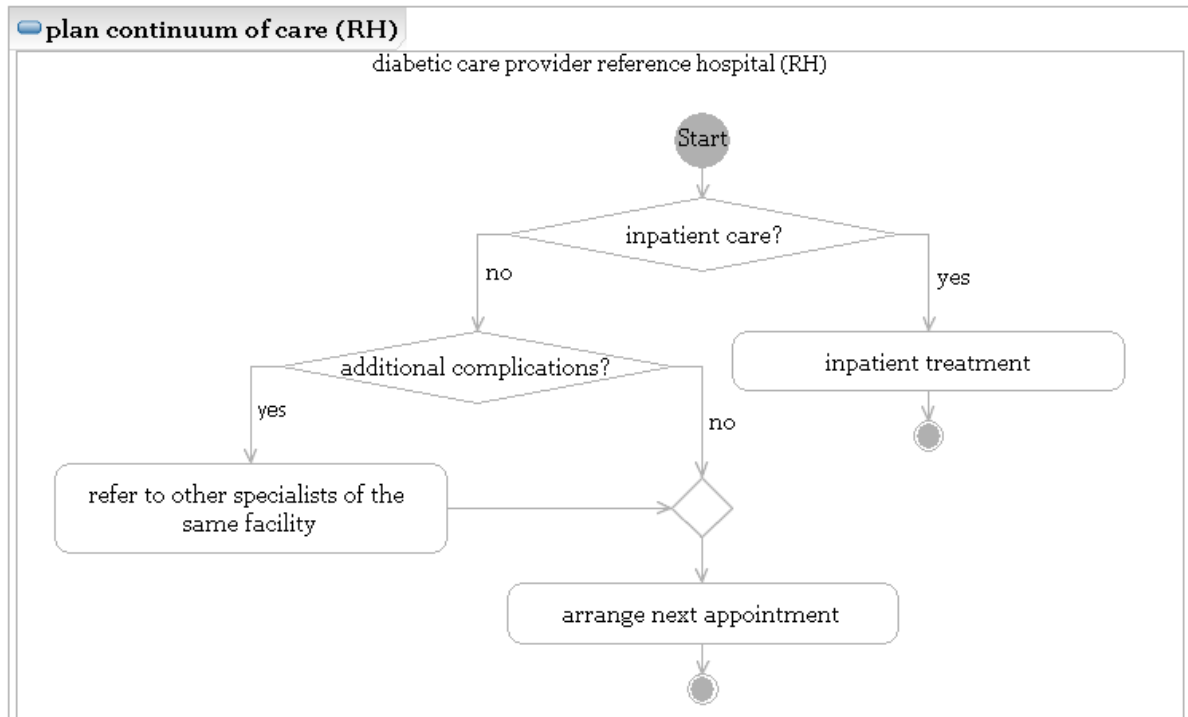 plan continuum of care (RH)
diabetic care provider reference hospital (RH)
Start
inpatient care?
no
yes
additional complications?
inpatient treatment
yes
no
refer to other specialists of the
same facility
arrange next appointment